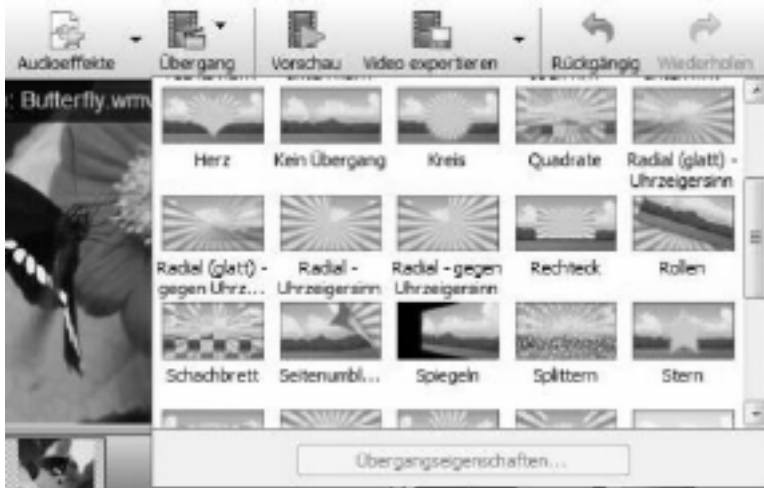 Audioeffekte Übergang Vorschau Video exportieren Rückgängig Wiederholen
: Butterfly.wmv
Herz Kein Übergang Kreis Quadrate Radial (glatt) -
Uhrzeigersinn
Radial (glatt) - Radial - Radial - gegen Rechteck Rollen
gegen Uhrz... Uhrzeigersinn Uhrzeigersinn
Schachbrett Seitenumbl... Spiegeln Splittern Stern
Übergangseigenschaften...